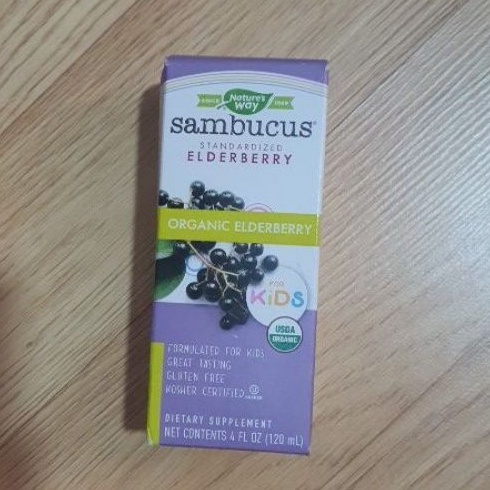 SINCE Nature's Way 1969
sambucus®
STANDARDIZED
ELDERBERRY
ORGANIC ELDERBERRY
FOR
KiDS
USDA
ORGANIC
FORMULATED FOR KIDS
GREAT TASTING
GLUTEN FREE
KOSHER CERTIFIED
DIETARY SUPPLEMENT
NET CONTENTS 4 FL OZ (120 mL)